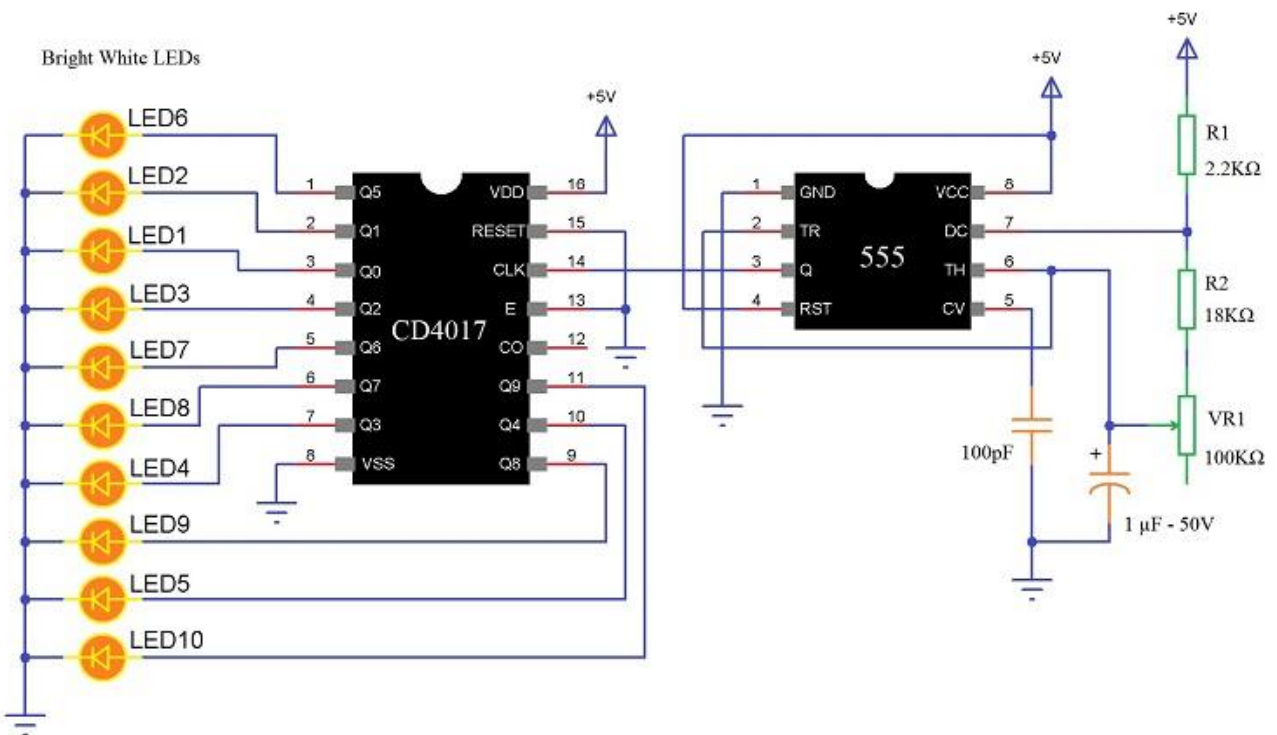 Bright White LEDs
LED6
LED2
LED1
LED3
LED7
LED8
LED4
LED9
LED5
LED10
1 Q5
2 Q1
3 Q0
4 Q2
5 Q6
6 Q7
7 Q3
8 VSS
CD4017
+5V
VDD 16
RESET 15
CLK 14
E 13
CO 12
Q9 11
Q4 10
Q8 9
1 GND
2 TR
3 Q
4 RST
555
+5V
VCC 8
DC 7
TH 6
CV 5
100pF
+
1 μF - 50V
+5V
R1
2.2KΩ
R2
18KΩ
VR1
100KΩ